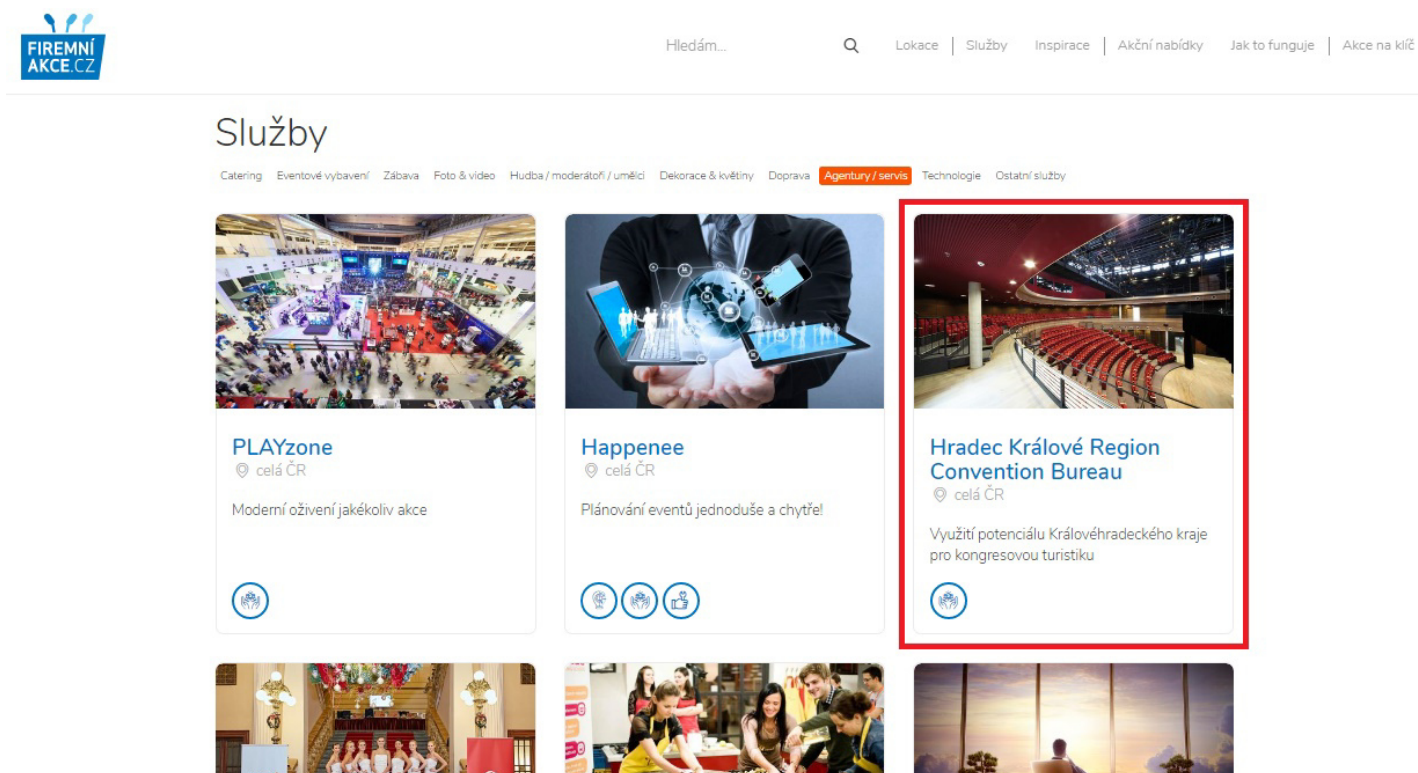 FIREMNÍ
AKCE.CZ
Hledám...
Lokace | Služby Inspirace | Akční nabídky Jak to funguje | Akce na klíč
Služby
Catering Eventové vybavení Zábava Foto & video Hudba / moderátoři / umělci Dekorace & květiny Doprava Agentury / servis Technologie Ostatní služby
PLAYzone
celá ČR
Moderní oživení jakékoliv akce
Happenee
celá ČR
Plánování eventů jednoduše a chytře!
Hradec Králové Region
Convention Bureau
celá ČR
Využití potenciálu Královéhradeckého kraje
pro kongresovou turistiku